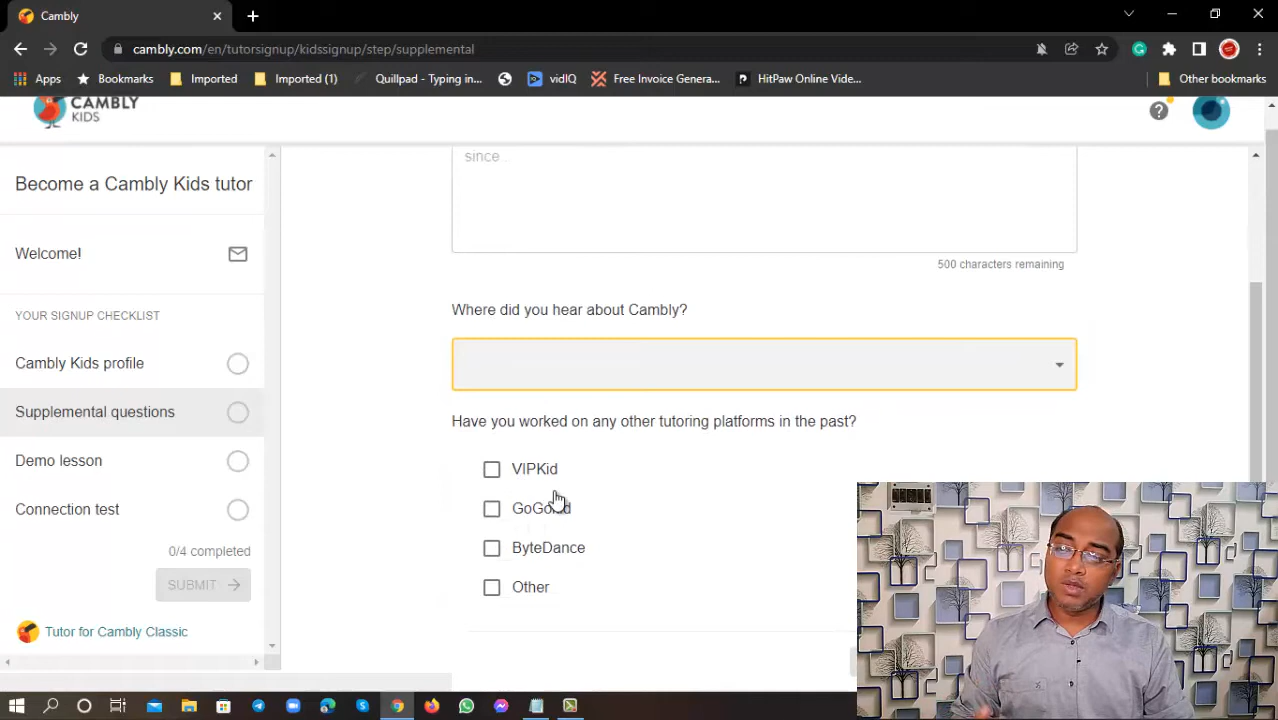 Cambly
cambly.com/en/tutorsignup/kidssignup/step/supplemental
Apps
Bookmarks
Imported
Imported (1)
Quillpad - Typing in...
vidIQ
Free Invoice Genera...
HitPaw Online Vide...
Other bookmarks
CAMBLY
KIDS
Become a Cambly Kids tutor
Welcome!
YOUR SIGNUP CHECKLIST
Cambly Kids profile
Supplemental questions
Demo lesson
Connection test
0/4 completed
SUBMIT
Tutor for Cambly Classic
since...
500 characters remaining
Where did you hear about Cambly?
Have you worked on any other tutoring platforms in the past?
VIPKid
ByteDance
Other